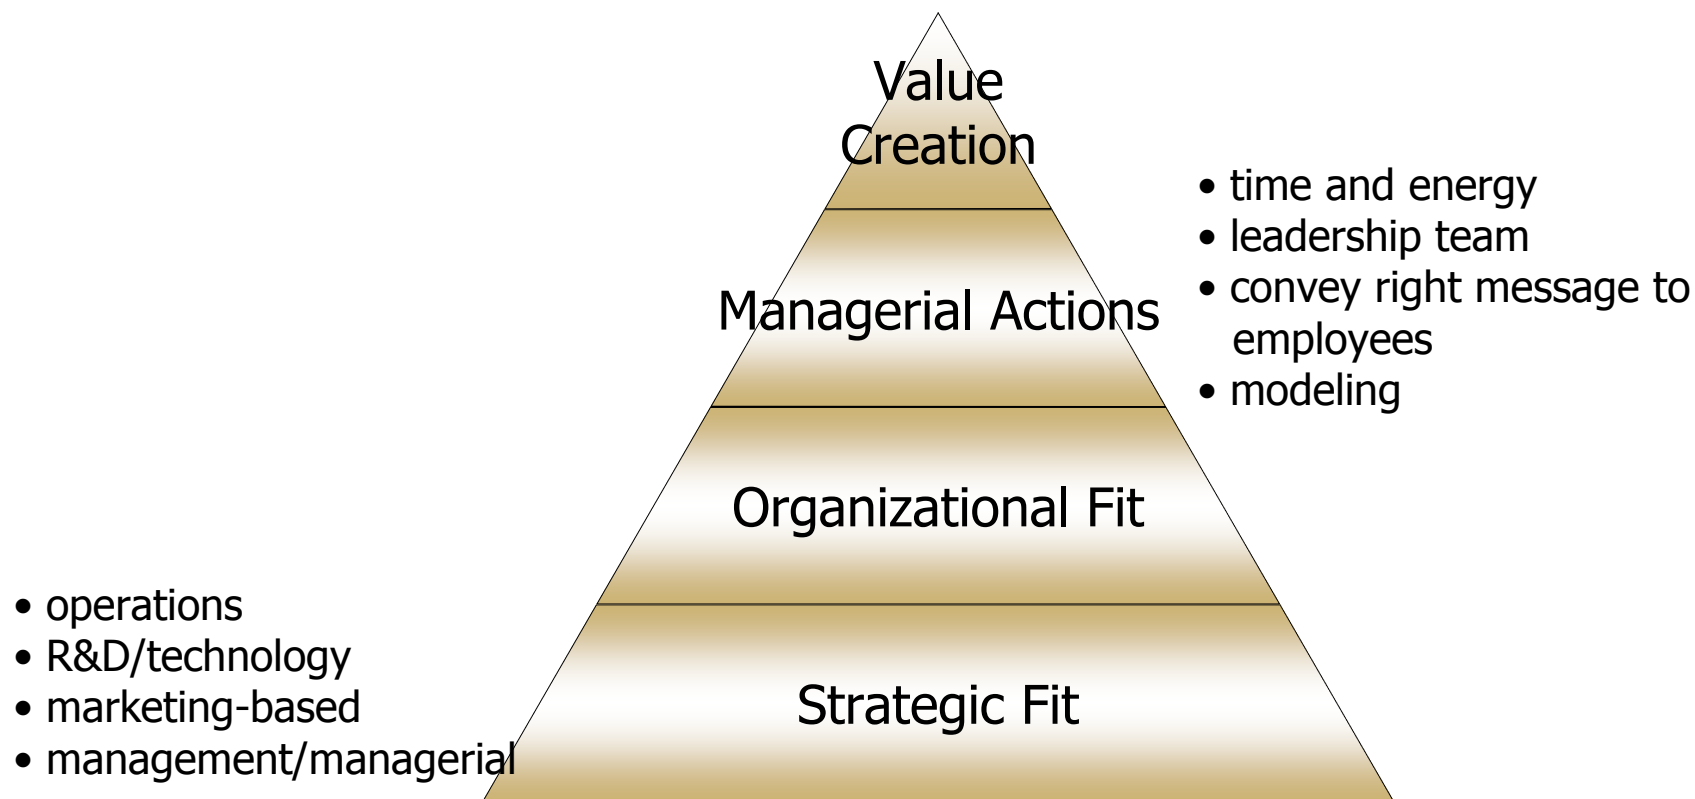 Value
Creation
• time and energy
• leadership team
• convey right message to
employees
• modeling
Managerial Actions
Organizational Fit
• operations
• R&D/technology
• marketing-based
• management/managerial
Strategic Fit